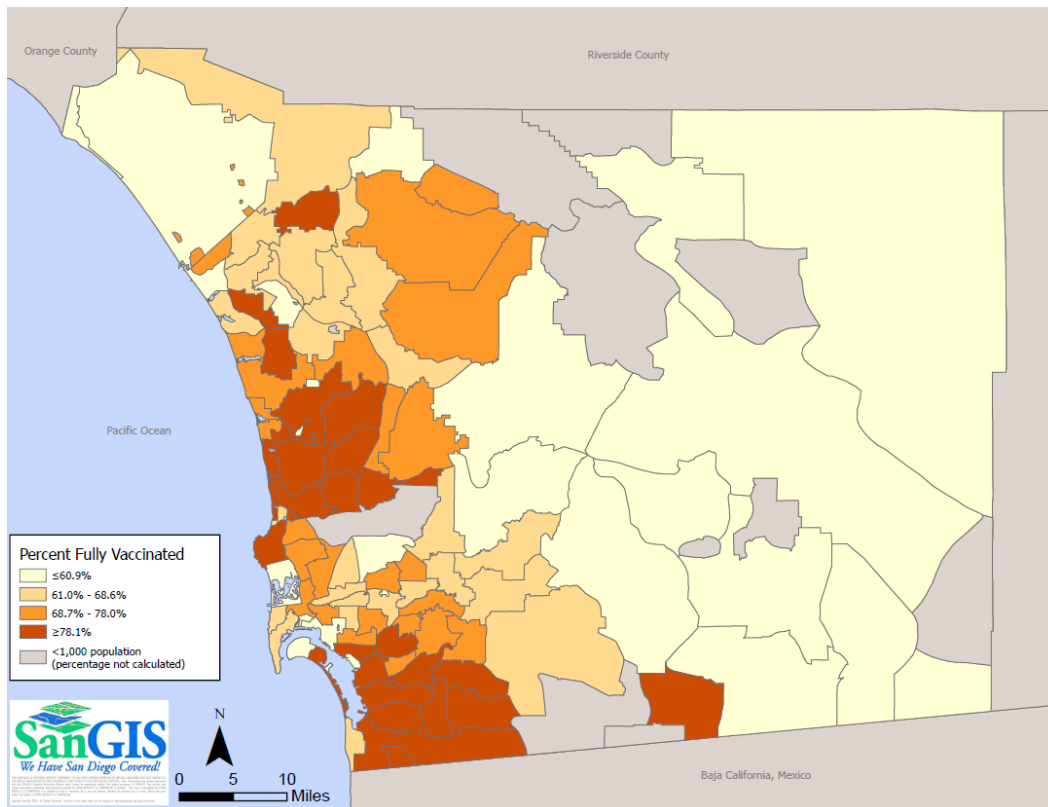 Orange County
Riverside County
Pacific Ocean
Percent Fully Vaccinated
≤60.9%
61.0% - 68.6%
68.7% - 78.0%
≥78.1%
<1,000 population
(percentage not calculated)
SanGIS
We Have San Diego Covered!
N
0 5 10
Miles
Baja California, Mexico